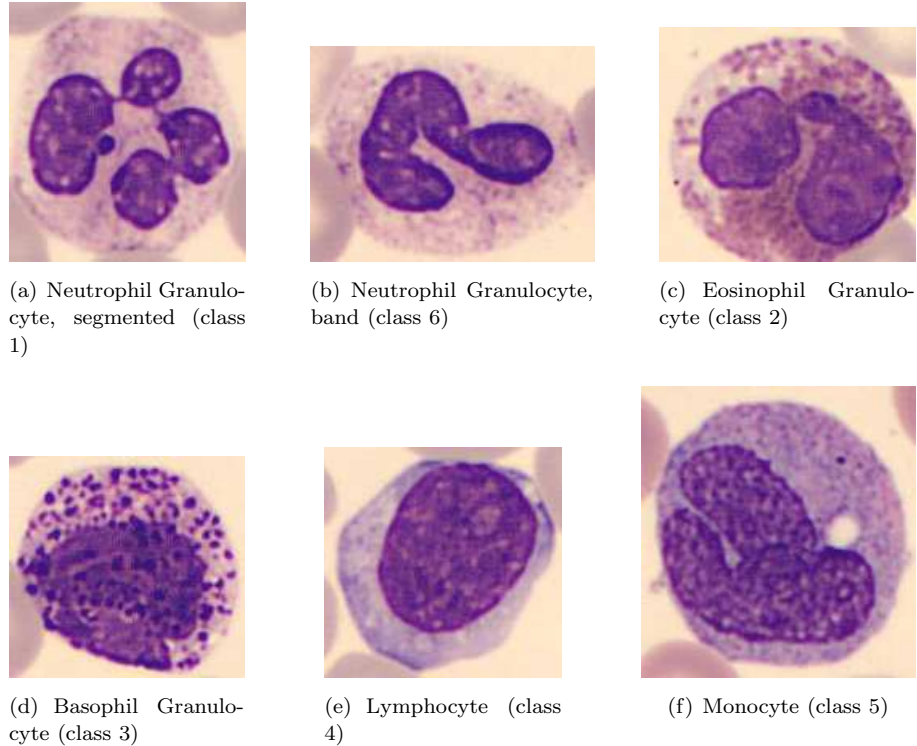 (a) Neutrophil Granulo-
cyte, segmented (class
1)
(b) Neutrophil Granulocyte,
band (class 6)
(c) Eosinophil Granulo-
cyte (class 2)
(d) Basophil Granulo-
cyte (class 3)
(e) Lymphocyte (class
4)
(f) Monocyte (class 5)